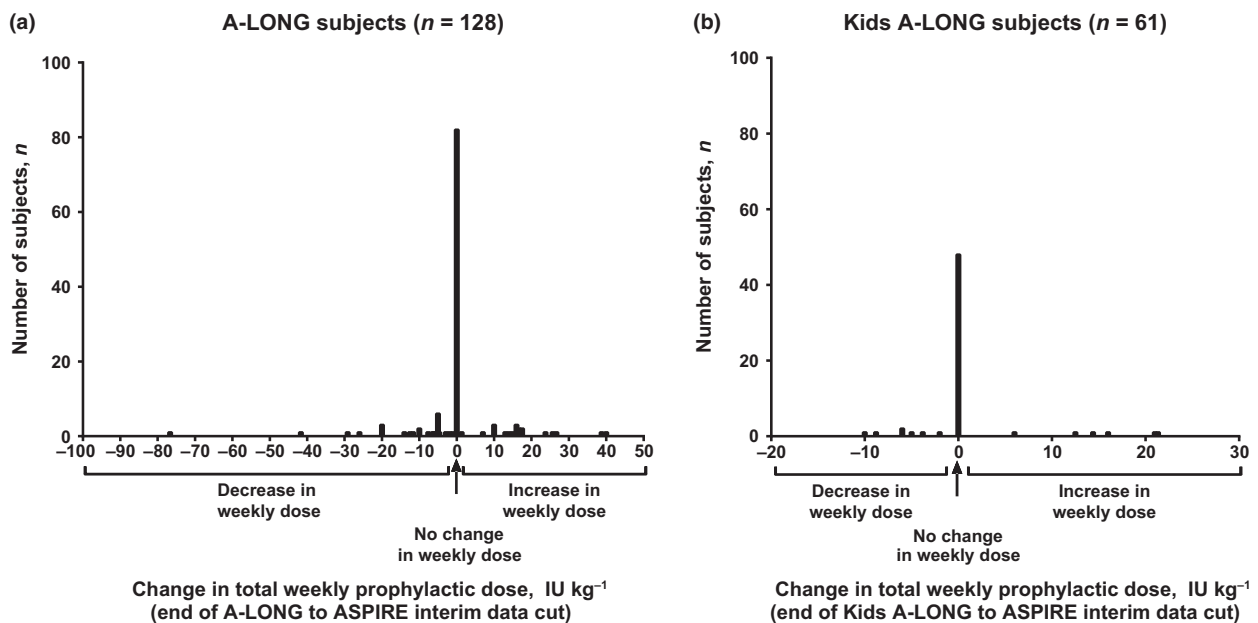 (a)
A-LONG subjects (n = 128)
Number of subjects, n
100
80
60
40
20
0
–100 –90 –80 –70 –60 –50 –40 –30 –20 –10 0 10 20 30 40 50
Decrease in
weekly dose
Increase in
weekly dose
No change
in weekly dose
Change in total weekly prophylactic dose, IU kg⁻¹
(end of A-LONG to ASPIRE interim data cut)
(b)
Kids A-LONG subjects (n = 61)
Number of subjects, n
100
80
60
40
20
0
–20 –10 0 10 20 30
Decrease in
weekly dose
Increase in
weekly dose
No change
in weekly dose
Change in total weekly prophylactic dose, IU kg⁻¹
(end of Kids A-LONG to ASPIRE interim data cut)